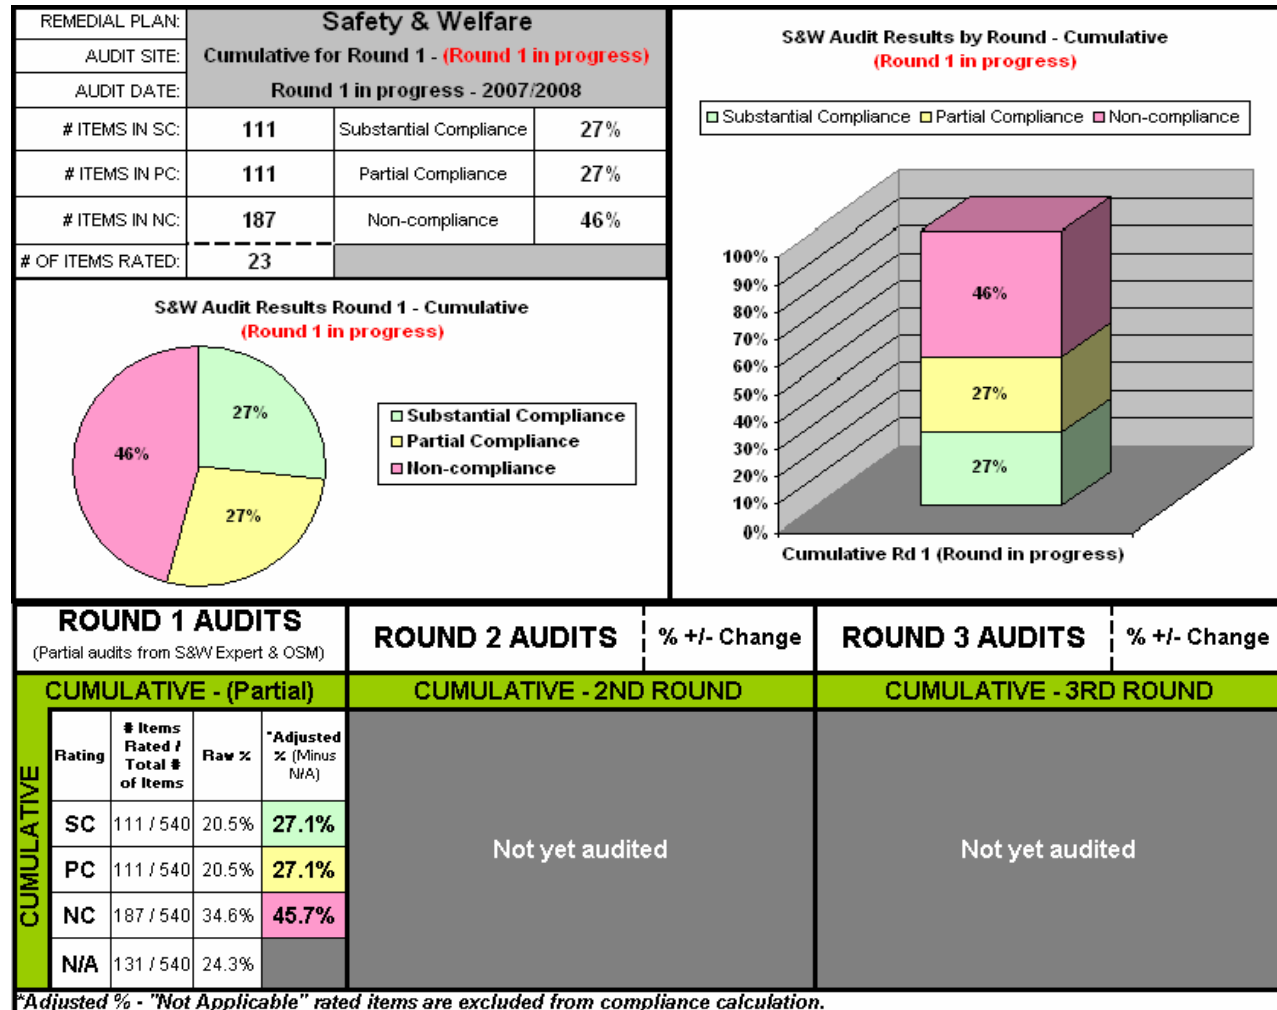 REMEDIAL PLAN: Safety & Welfare
AUDIT SITE: Cumulative for Round 1 - (Round 1 in progress)
AUDIT DATE: Round 1 in progress - 2007/2008
# ITEMS IN SC: 111 Substantial Compliance 27%
# ITEMS IN PC: 111 Partial Compliance 27%
# ITEMS IN NC: 187 Non-compliance 46%
# OF ITEMS RATED: 23
S&W Audit Results Round 1 - Cumulative
(Round 1 in progress)
27%
46%
27%
Substantial Compliance
Partial Compliance
Non-compliance
S&W Audit Results by Round - Cumulative
(Round 1 in progress)
Substantial Compliance Partial Compliance Non-compliance
100%
90%
80%
70%
60%
50%
40%
30%
20%
10%
0%
46%
27%
27%
Cumulative Rd 1 (Round in progress)
ROUND 1 AUDITS
(Partial audits from S&W Expert & OSM)
ROUND 2 AUDITS % +/- Change
ROUND 3 AUDITS % +/- Change
CUMULATIVE - (Partial)
CUMULATIVE - 2ND ROUND
CUMULATIVE - 3RD ROUND
CUMULATIVE
Rating
# Items
Rated /
Total #
of Items
Raw %
*Adjusted
% (Minus
N/A)
SC 111 / 540 20.5% 27.1%
PC 111 / 540 20.5% 27.1%
NC 187 / 540 34.6% 45.7%
N/A 131 / 540 24.3%
Not yet audited
Not yet audited
*Adjusted % - "Not Applicable" rated items are excluded from compliance calculation.